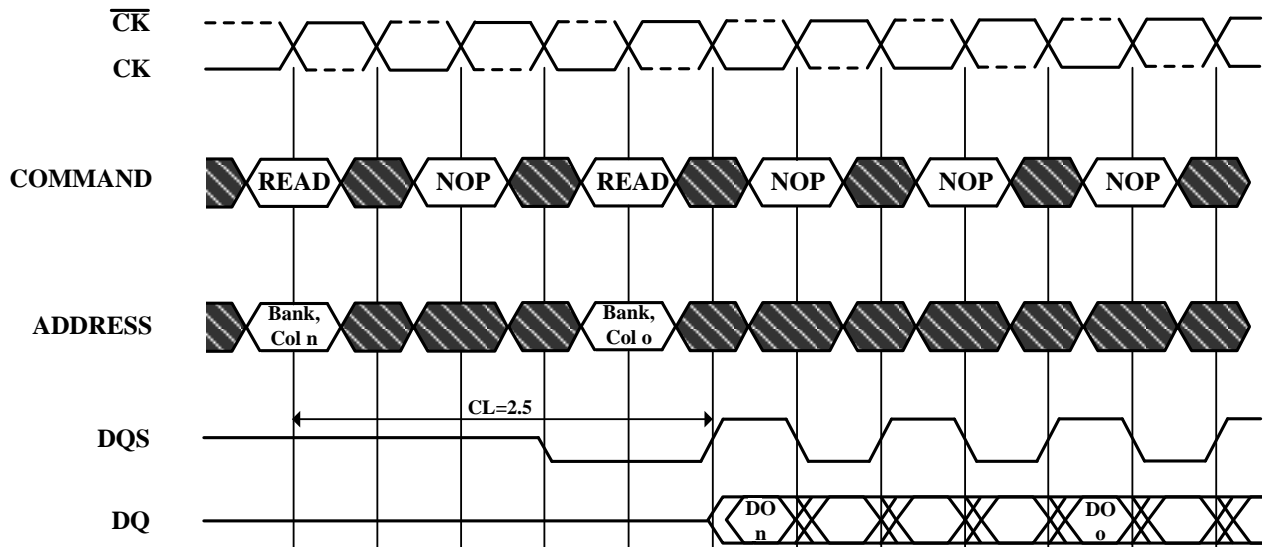 C̅K̅
CK
COMMAND
READ
NOP
READ
NOP
NOP
NOP
ADDRESS
Bank,
Col n
Bank,
Col o
CL=2.5
DQS
DQ
DO
n
DO
o